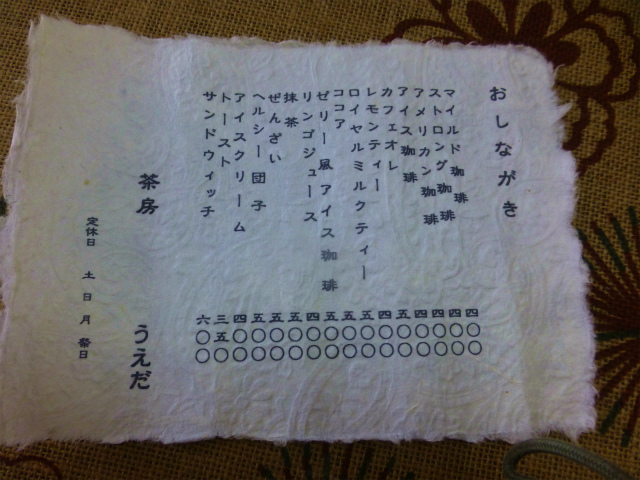 おしながき
マイルド珈琲 四〇〇
ストロング珈琲 四〇〇
アメリカン珈琲 四〇〇
アイス珈琲 四〇〇
カフェオレ 五〇〇
レモンティー 四〇〇
ロイヤルミルクティー 五〇〇
ココア 五〇〇
ゼリー風アイス珈琲 五〇〇
リンゴジュース 四〇〇
抹茶 五〇〇
ぜんざい 五〇〇
ヘルシー団子 五〇〇
アイスクリーム 四〇〇
トースト 三五〇
サンドウィッチ 六〇〇
茶房 うえだ
定休日 土 日 月 祭日